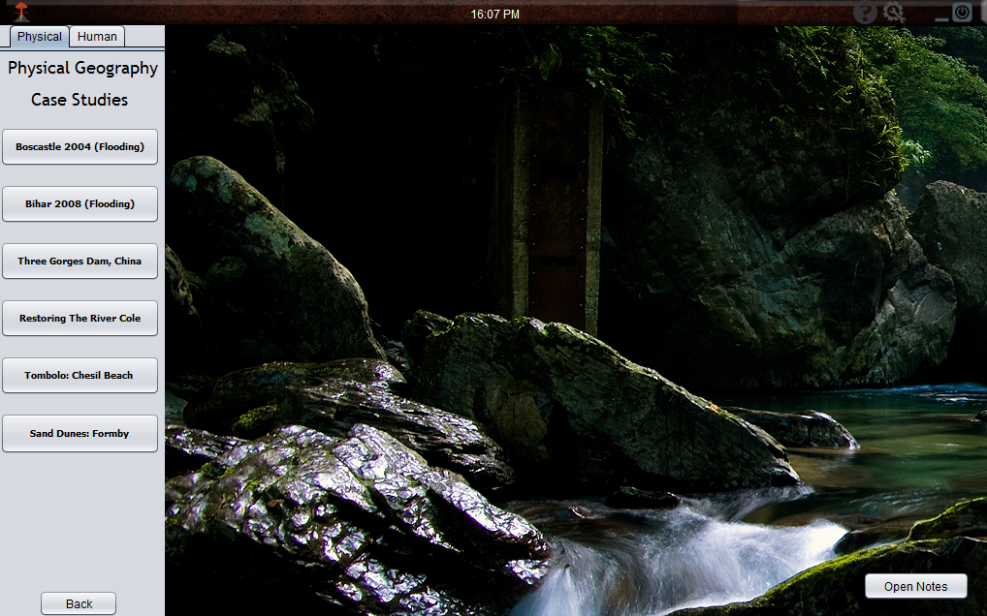 16:07 PM
Physical
Human
Physical Geography
Case Studies
Boscastle 2004 (Flooding)
Bihar 2008 (Flooding)
Three Gorges Dam, China
Restoring The River Cole
Tombolo: Chesil Beach
Sand Dunes: Formby
Back
Open Notes